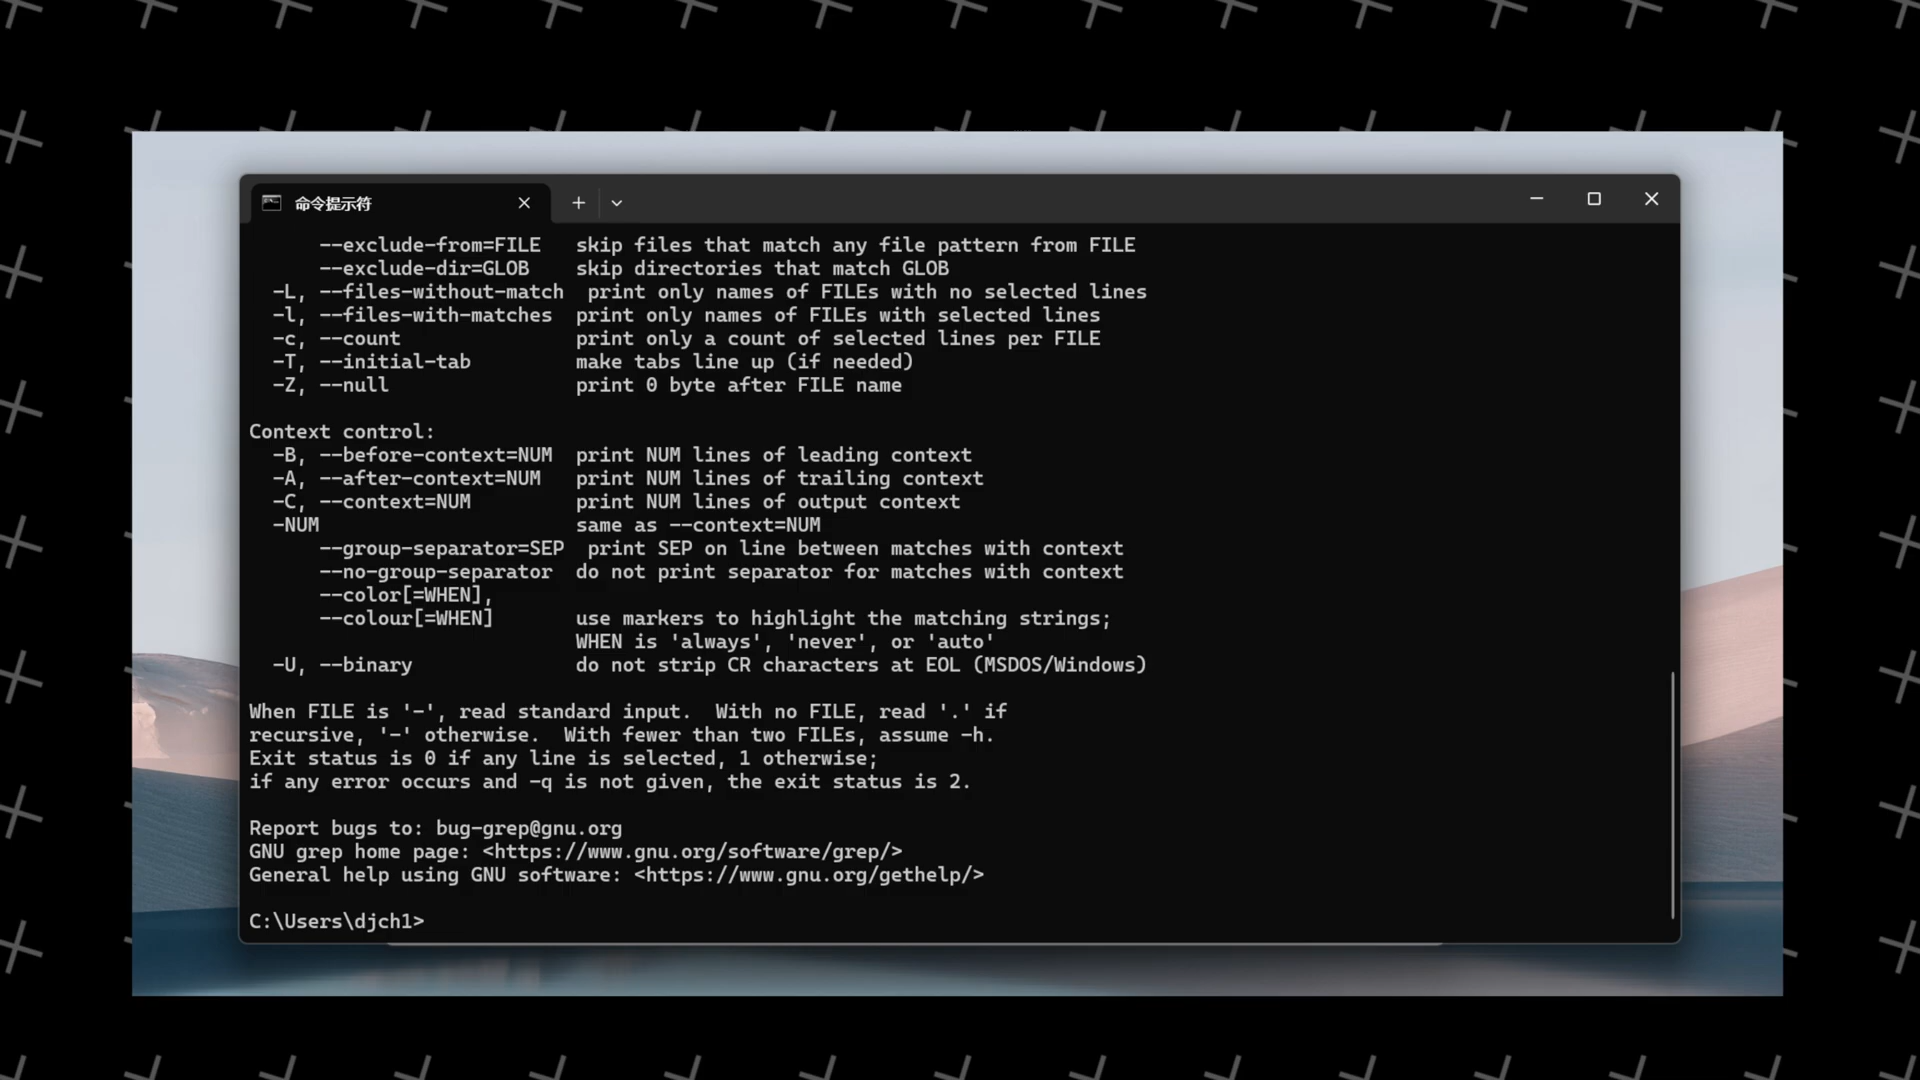 命令提示符
--exclude-from=FILE   skip files that match any file pattern from FILE
--exclude-dir=GLOB    skip directories that match GLOB
-L, --files-without-match  print only names of FILEs with no selected lines
-l, --files-with-matches  print only names of FILEs with selected lines
-c, --count               print only a count of selected lines per FILE
-T, --initial-tab         make tabs line up (if needed)
-Z, --null                print 0 byte after FILE name
Context control:
-B, --before-context=NUM  print NUM lines of leading context
-A, --after-context=NUM   print NUM lines of trailing context
-C, --context=NUM         print NUM lines of output context
-NUM                      same as --context=NUM
--group-separator=SEP  print SEP on line between matches with context
--no-group-separator  do not print separator for matches with context
--color[=WHEN],
--colour[=WHEN]       use markers to highlight the matching strings;
WHEN is 'always', 'never', or 'auto'
-U, --binary              do not strip CR characters at EOL (MSDOS/Windows)
When FILE is '-', read standard input.  With no FILE, read '.' if
recursive, '-' otherwise.  With fewer than two FILEs, assume -h.
Exit status is 0 if any line is selected, 1 otherwise;
if any error occurs and -q is not given, the exit status is 2.
Report bugs to: bug-grep@gnu.org
GNU grep home page: <https://www.gnu.org/software/grep/>
General help using GNU software: <https://www.gnu.org/gethelp/>
C:\Users\djch1>